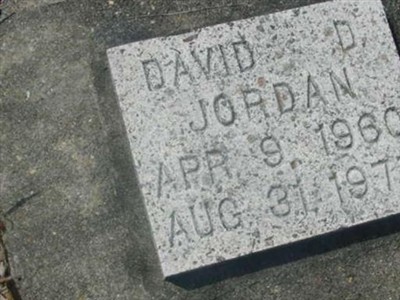 DAVID D.
JORDAN
APR 9 1960
AUG 31 197